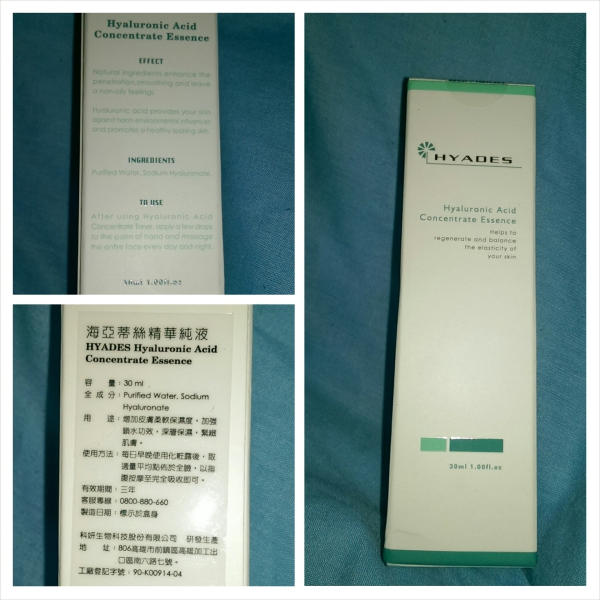 Hyaluronic Acid
Concentrate Essence
EFFECT
Natural ingredients enhance the
penetration, smoothing and leave
a non-oily feelings.
Hyaluronic acid provides your skin
against harm environmental influences
and promotes a healthy looking skin.
INGREDIENTS
Purified Water, Sodium Hyaluronate.
TO USE
After using Hyaluronic Acid
Concentrate Toner, apply a few drops
to the palm of hand and massage
the entire face every day and night.
30ml 1.00fl.oz
海亞蒂絲精華純液
HYADES Hyaluronic Acid
Concentrate Essence
容 量:30 ml
全 成 分:Purified Water, Sodium
Hyaluronate
用 途:增加皮膚柔軟保濕度。加強
鎖水功效。深層保濕。緊緻
肌膚。
使用方法:每日早晚使用化粧露後,取
適量平均點佈於全臉,以指
腹按摩至完全吸收即可。
有效期間:三年
客服專線:0800-880-660
製造日期:標示於盒身
科妍生物科技股份有限公司 研發生產
地 址:806高雄市前鎮區高雄加工出
口區南六路七號。
工廠登記字號:90-K00914-04
HYADES
Hyaluronic Acid
Concentrate Essence
Helps to
regenerate and balance
the elasticity of
your skin
30ml 1.00fl.oz